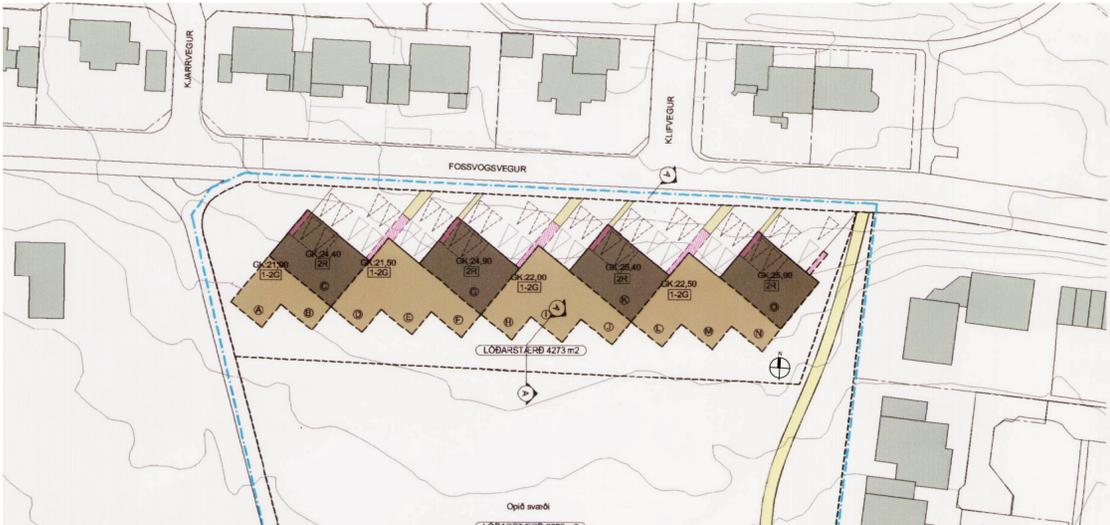 KJARRVEGUR
KLIFVEGUR
FOSSVOGSVEGUR
A
GK:24,40
2R
GK:21,00
1-2G
GK:21,50
1-2G
GK:24,90
2R
GK:22,00
1-2G
GK:25,40
2R
GK:22,50
1-2G
GK:25,90
2R
A
B
C
D
E
F
G
H
I
J
K
L
M
N
O
A
LÓÐARSTÆRÐ 4273 m2
N
A
Opið svæði